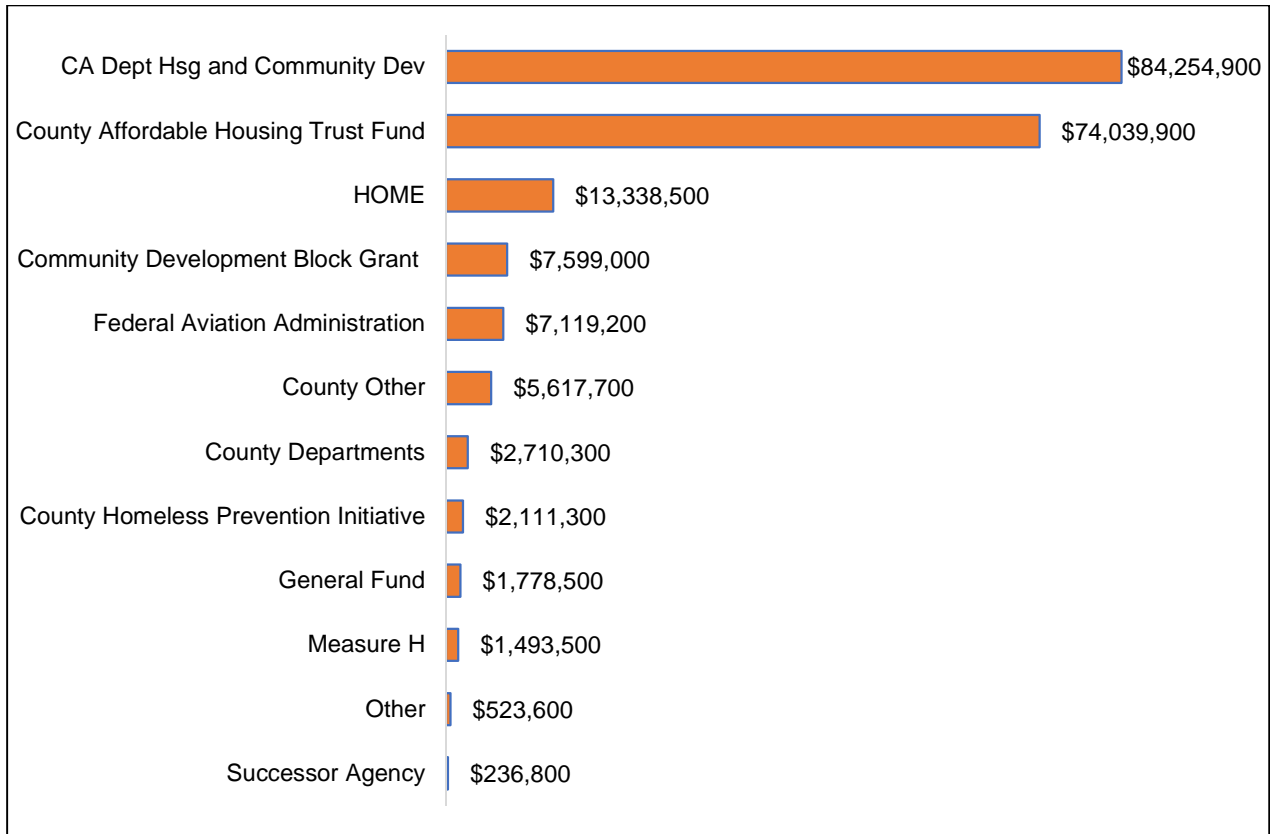 CA Dept Hsg and Community Dev $84,254,900
County Affordable Housing Trust Fund $74,039,900
HOME $13,338,500
Community Development Block Grant $7,599,000
Federal Aviation Administration $7,119,200
County Other $5,617,700
County Departments $2,710,300
County Homeless Prevention Initiative $2,111,300
General Fund $1,778,500
Measure H $1,493,500
Other $523,600
Successor Agency $236,800